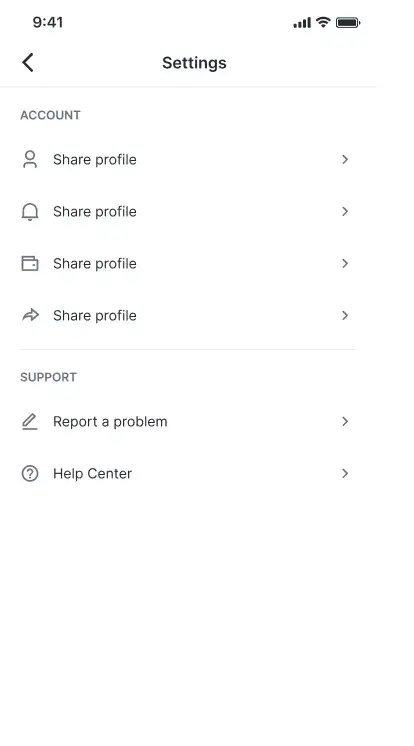 9:41
Settings
ACCOUNT
Share profile
Share profile
Share profile
Share profile
SUPPORT
Report a problem
Help Center